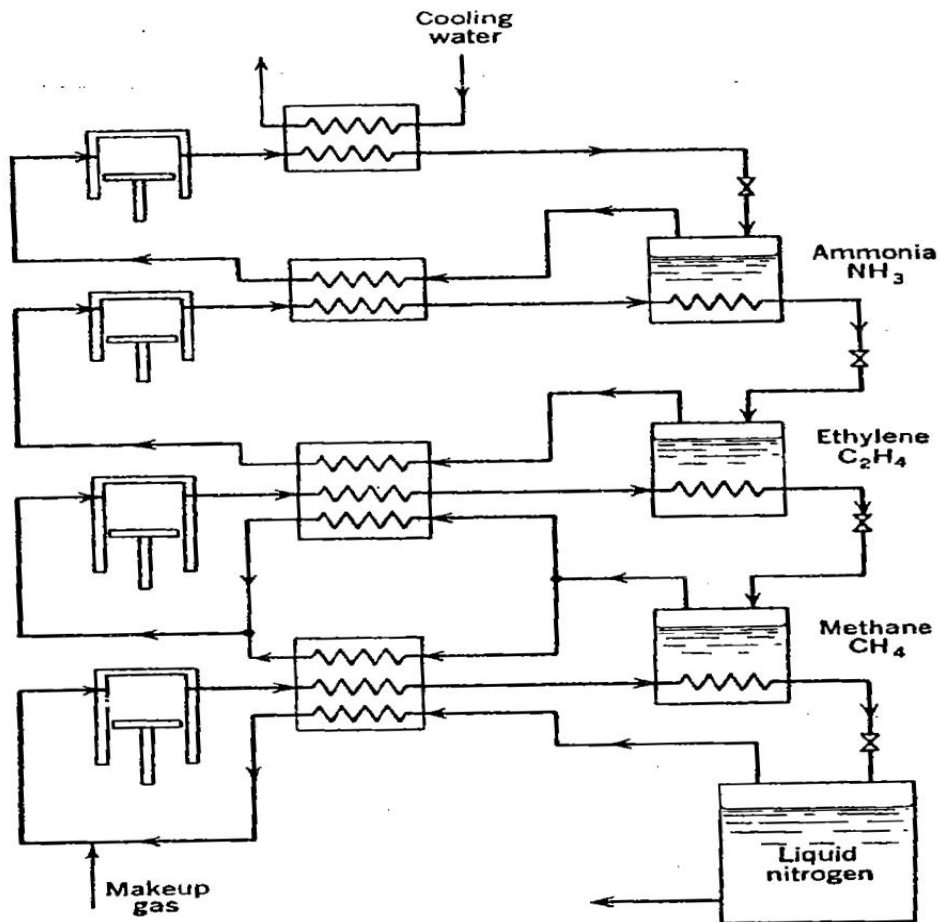 Cooling
water
Ammonia
NH₃
Ethylene
C₂H₄
Methane
CH₄
Liquid
nitrogen
Makeup
gas